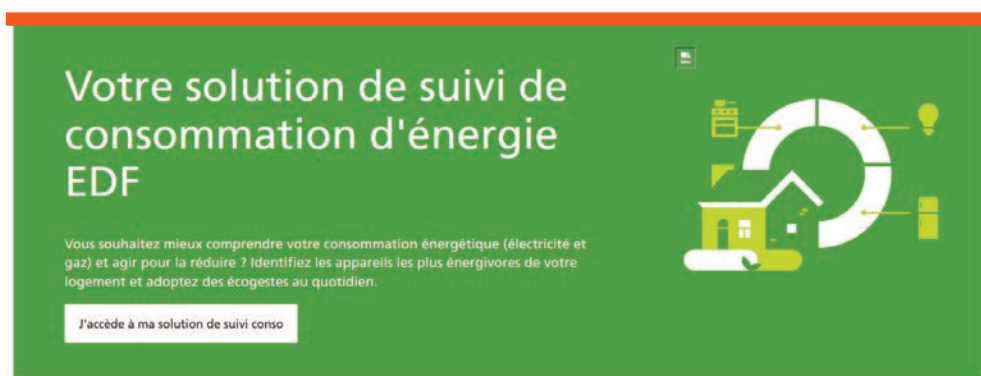 Votre solution de suivi de
consommation d'énergie
EDF
Vous souhaitez mieux comprendre votre consommation énergétique (électricité et
gaz) et agir pour la réduire ? Identifiez les appareils les plus énergivores de votre
logement et adoptez des écogestes au quotidien.
J'accède à ma solution de suivi conso